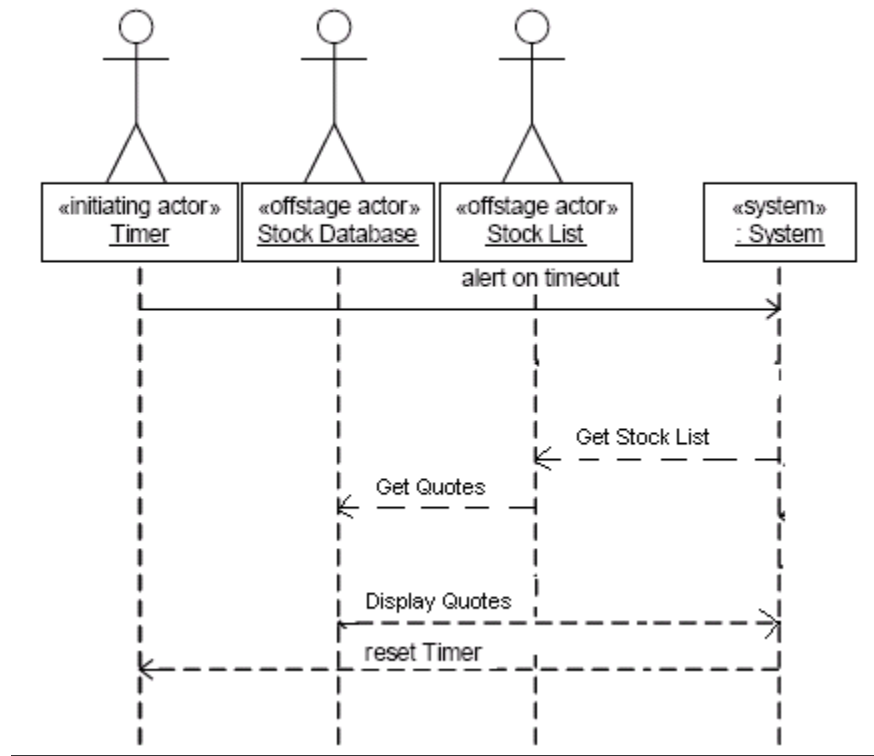 «initiating actor»
Timer
«offstage actor»
Stock Database
«offstage actor»
Stock List
«system»
: System
alert on timeout
Get Stock List
Get Quotes
Display Quotes
reset Timer